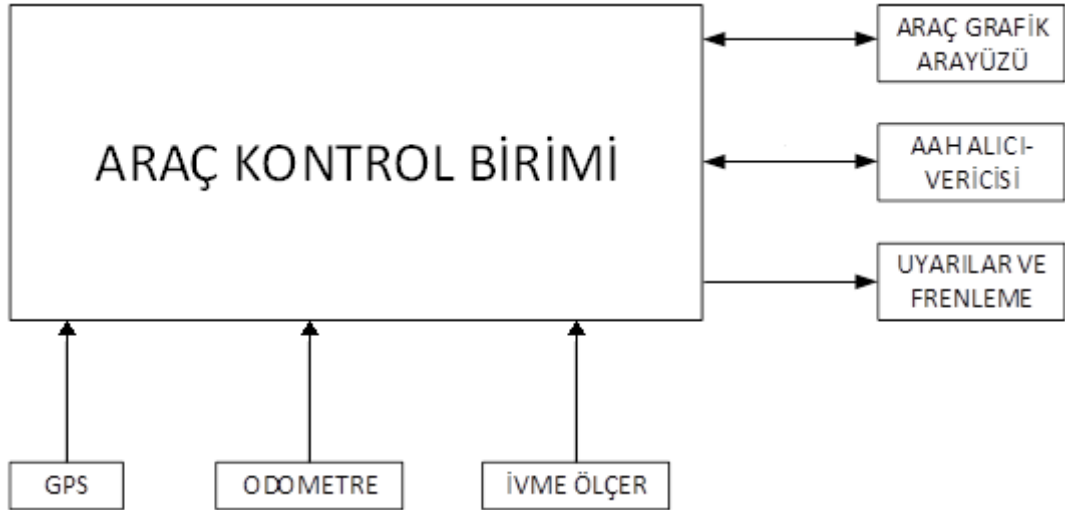 ARAÇ GRAFİK
ARAYÜZÜ
ARAÇ KONTROL BİRİMİ
AAH ALICI-
VERİCİSİ
UYARILAR VE
FRENLEME
GPS
ODOMETRE
İVME ÖLÇER